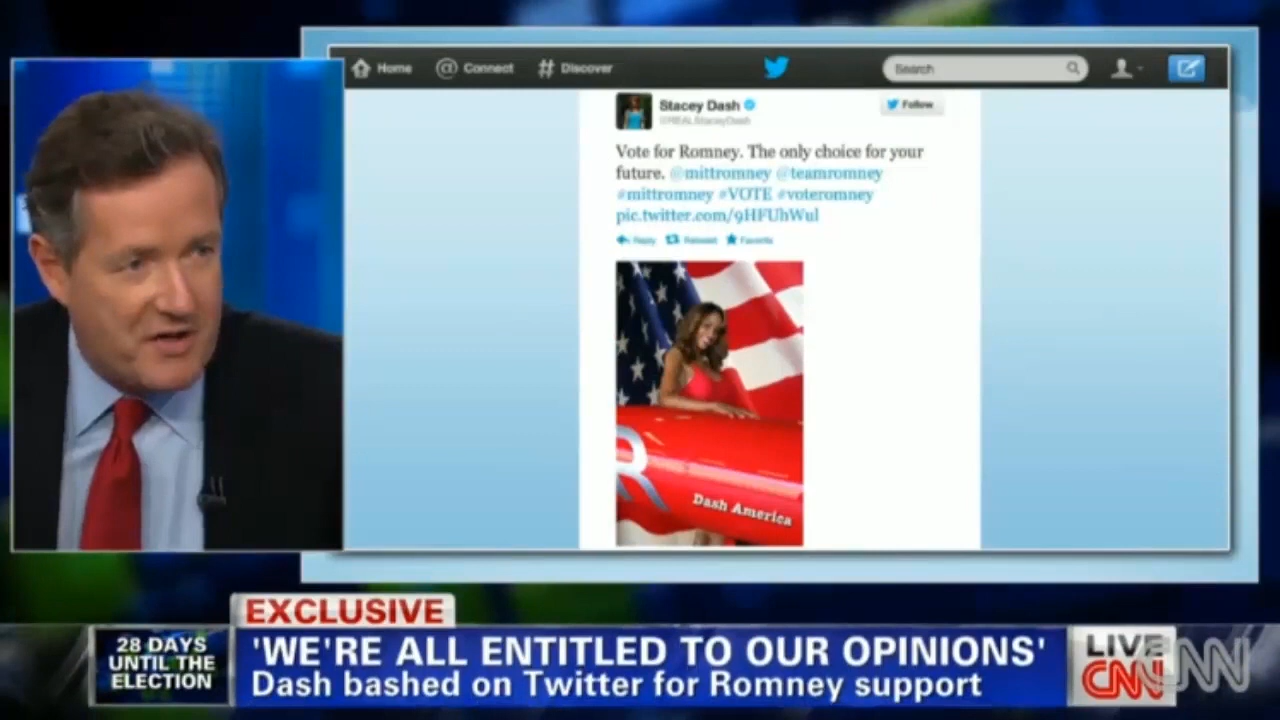 Home
Connect
Discover
Search
Stacey Dash
@REALStaceyDash
Follow
Vote for Romney. The only choice for your
future. @mittromney @teamromney
#mittromney #VOTE #voteromney
pic.twitter.com/9HFUhWul
Reply Retweet Favorite
R
Dash America
EXCLUSIVE
28 DAYS
UNTIL THE
ELECTION
'WE'RE ALL ENTITLED TO OUR OPINIONS'
Dash bashed on Twitter for Romney support
LIVE
CNN
CNN